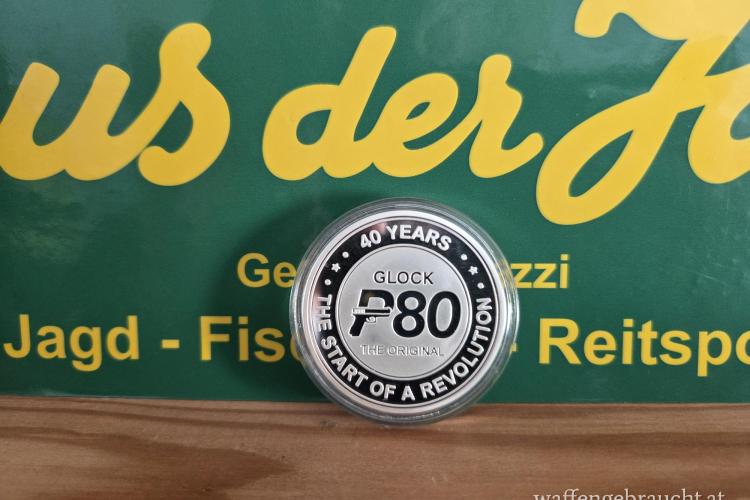 us der
Ge zzi
Jagd - Fis - Reitspo
40 YEARS
GLOCK
P80
THE ORIGINAL
THE START OF A REVOLUTION
waffengebraucht.at